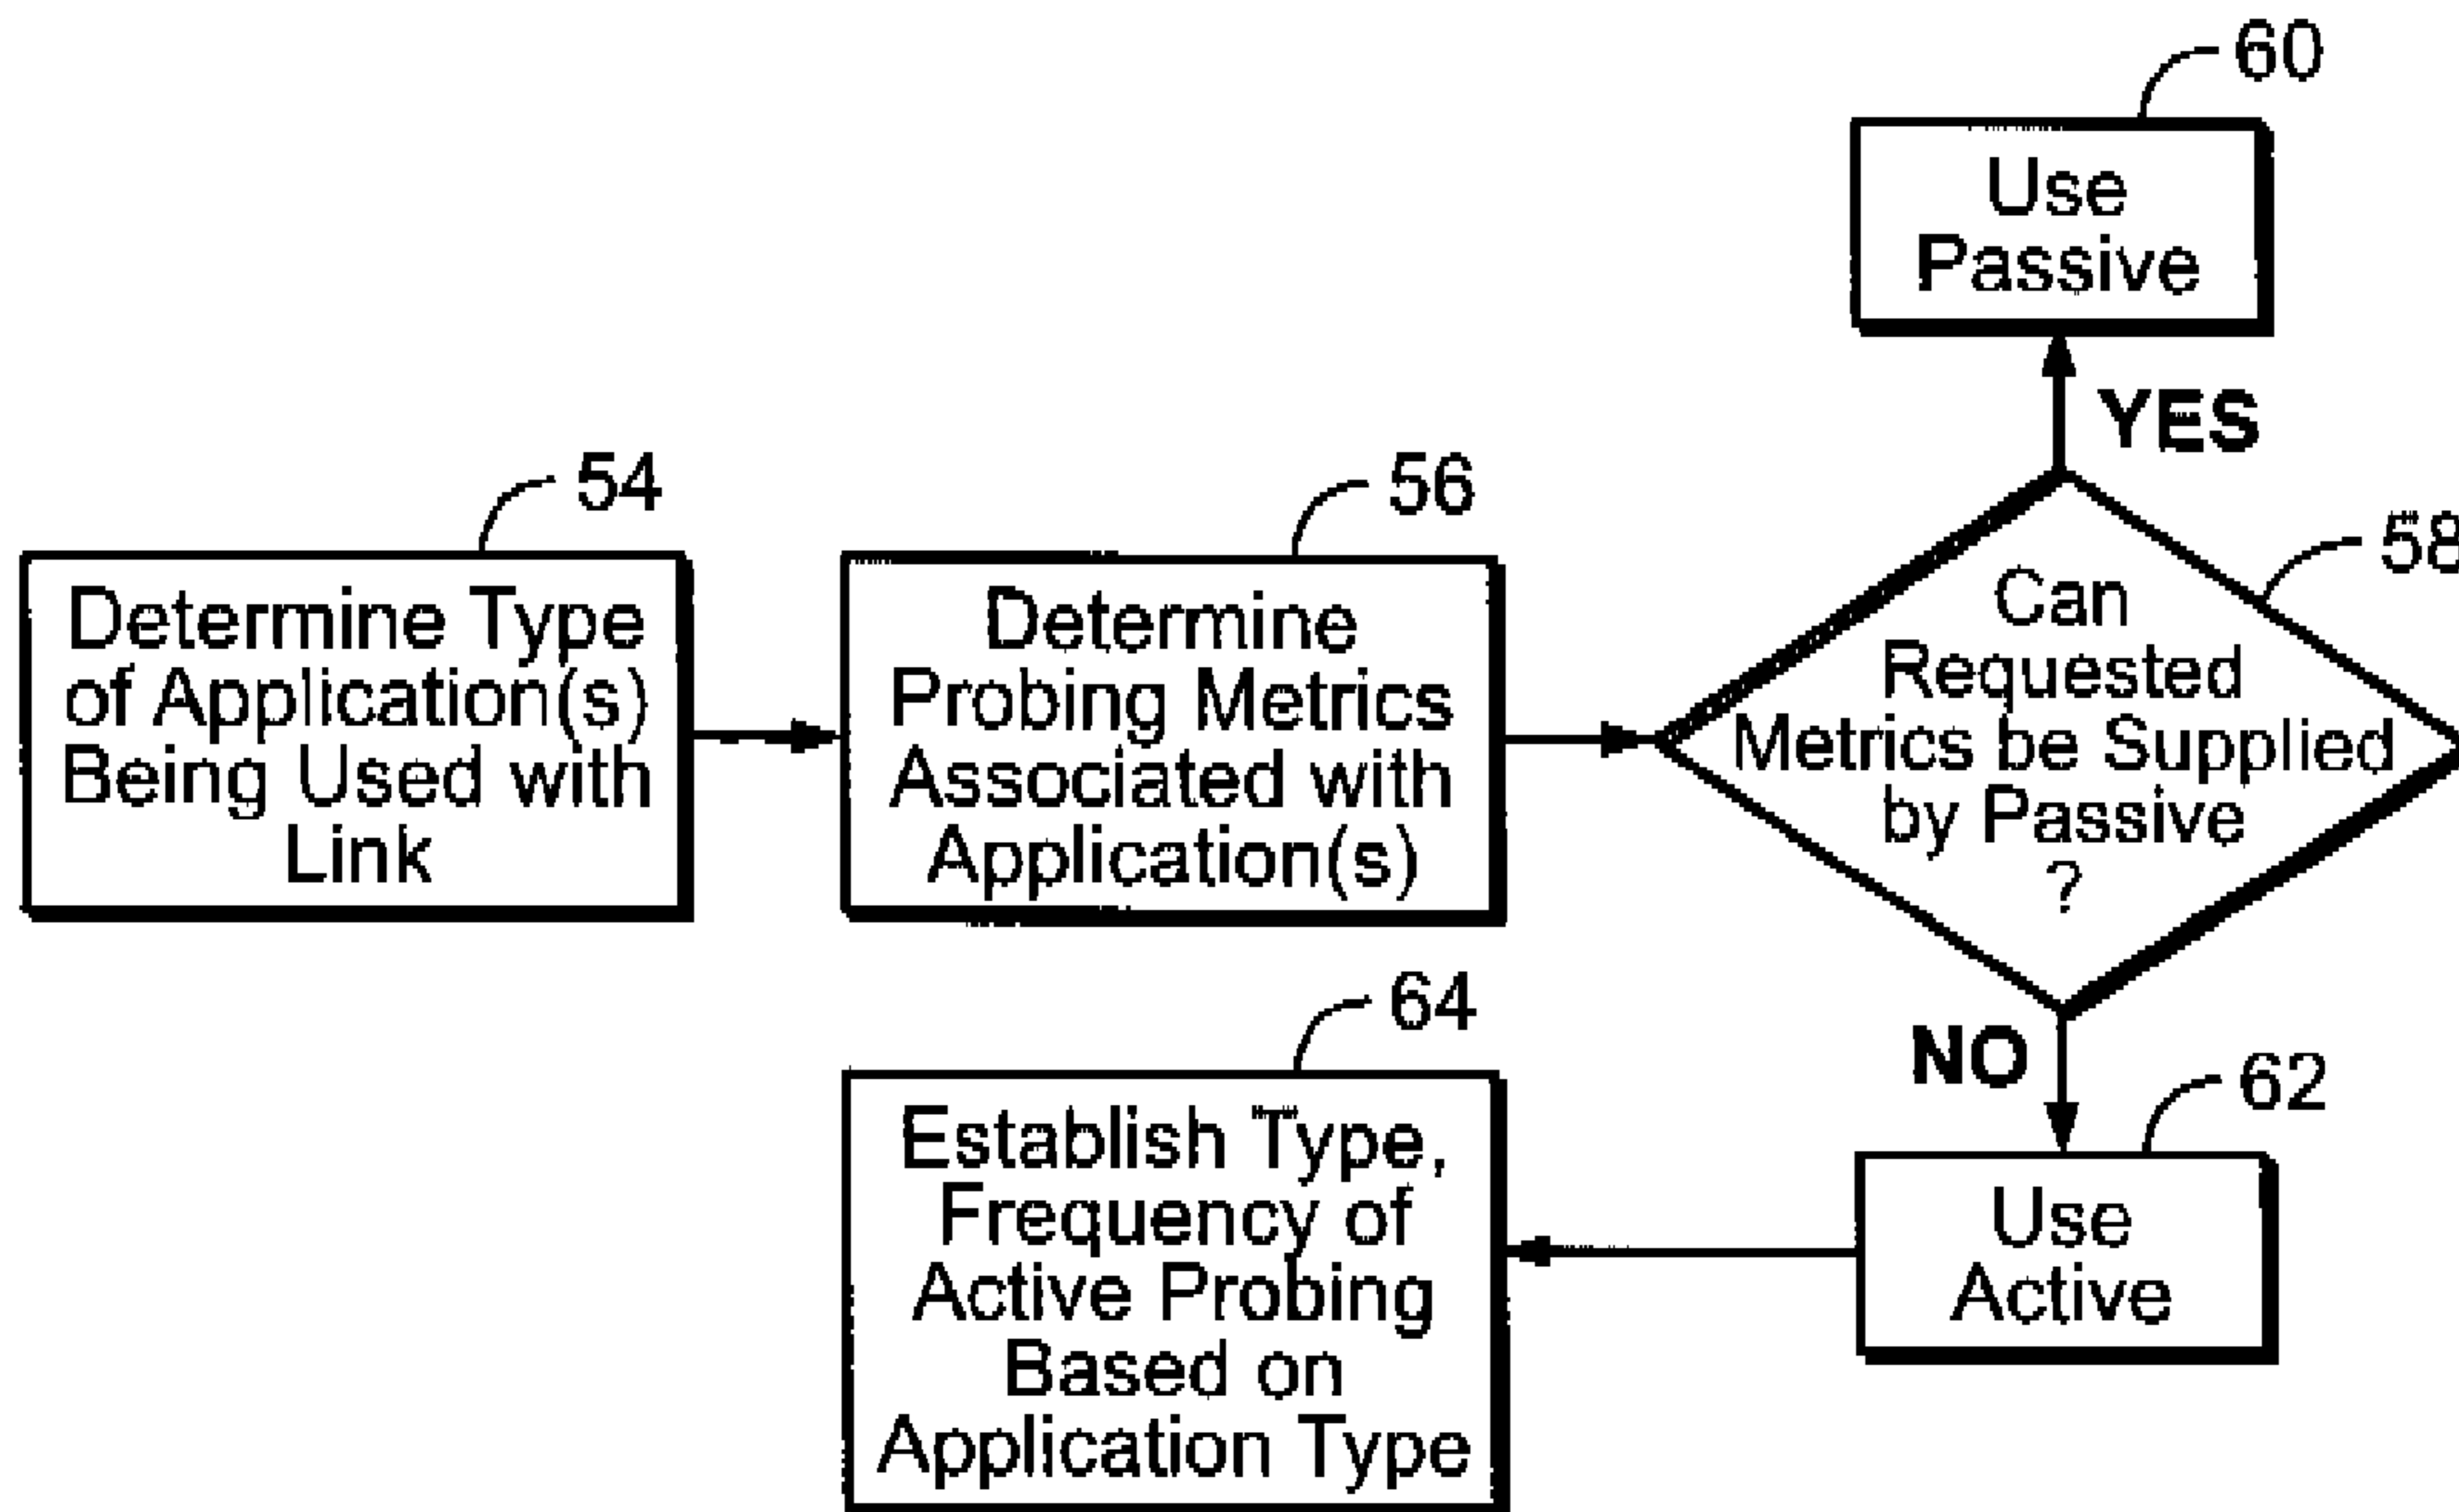 60
Use
Passive
YES
54
Determine Type
of Application(s)
Being Used with
Link
56
Determine
Probing Metrics
Associated with
Application(s)
58
Can
Requested
Metrics be Supplied
by Passive
?
NO
62
Use
Active
64
Establish Type,
Frequency of
Active Probing
Based on
Application Type